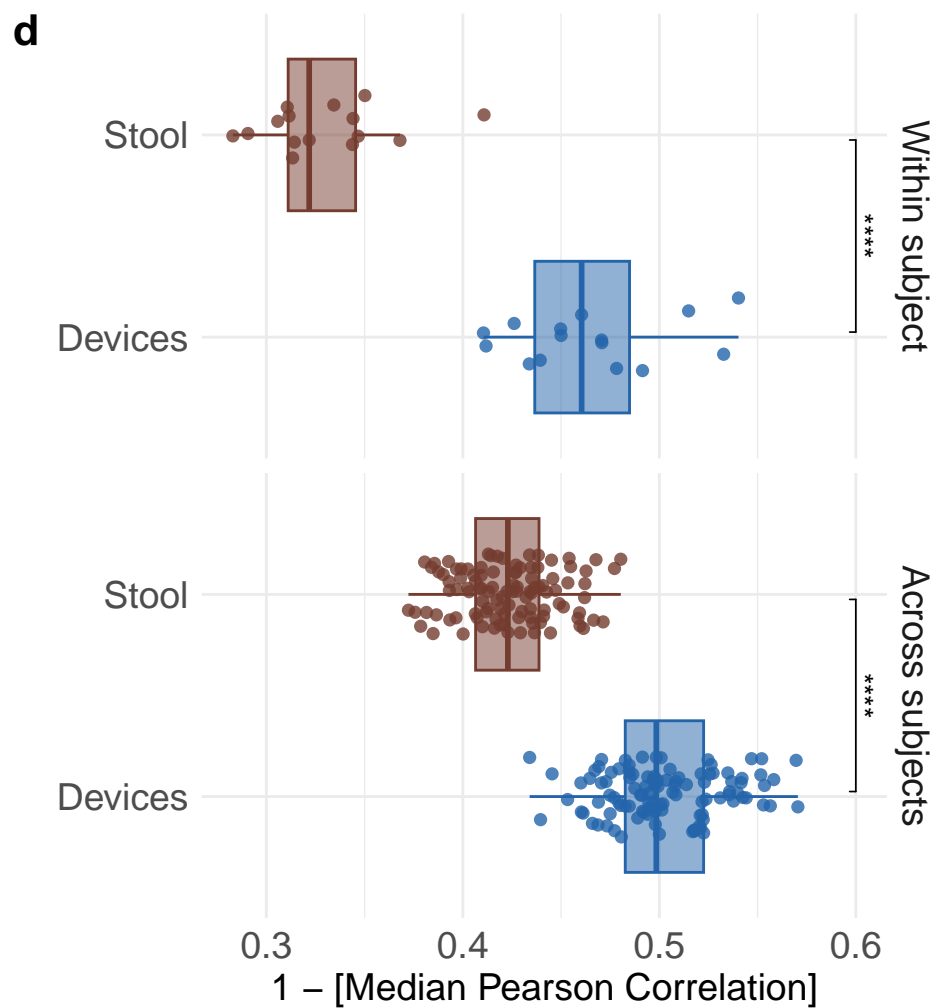 d
Stool
Devices
Within subject
****
Stool
Devices
Across subjects
****
0.3 0.4 0.5 0.6
1 – [Median Pearson Correlation]